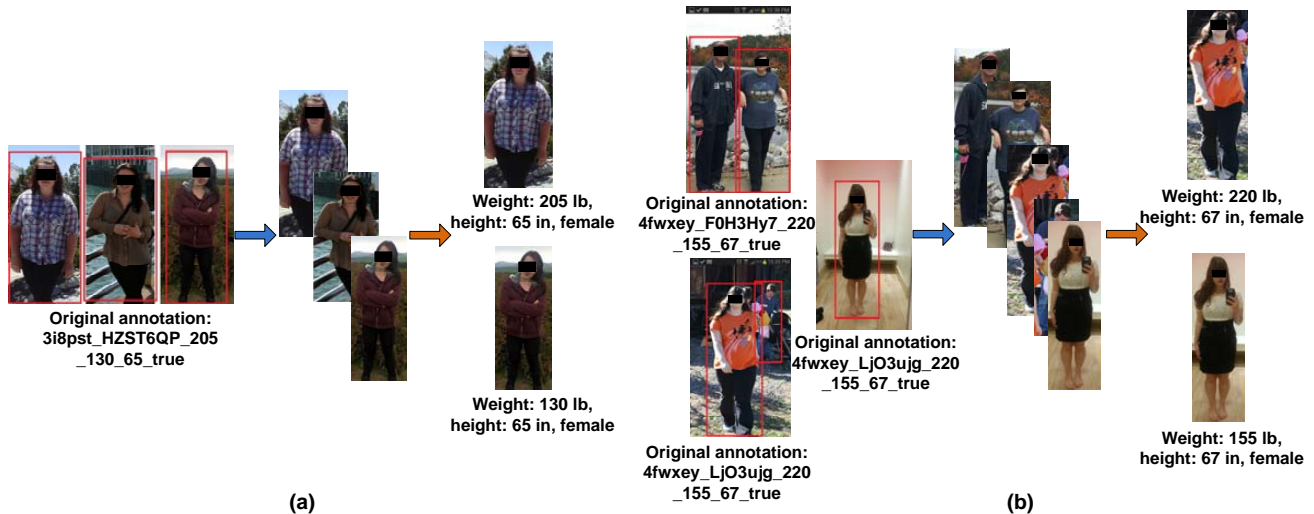 Original annotation:
3i8pst_HZST6QP_205
_130_65_true
Weight: 205 lb,
height: 65 in, female
Weight: 130 lb,
height: 65 in, female
(a)
Original annotation:
4fwxey_F0H3Hy7_220
_155_67_true
Original annotation:
4fwxey_LjO3ujg_220
_155_67_true
Original annotation:
4fwxey_LjO3ujg_220
_155_67_true
Weight: 220 lb,
height: 67 in, female
Weight: 155 lb,
height: 67 in, female
(b)